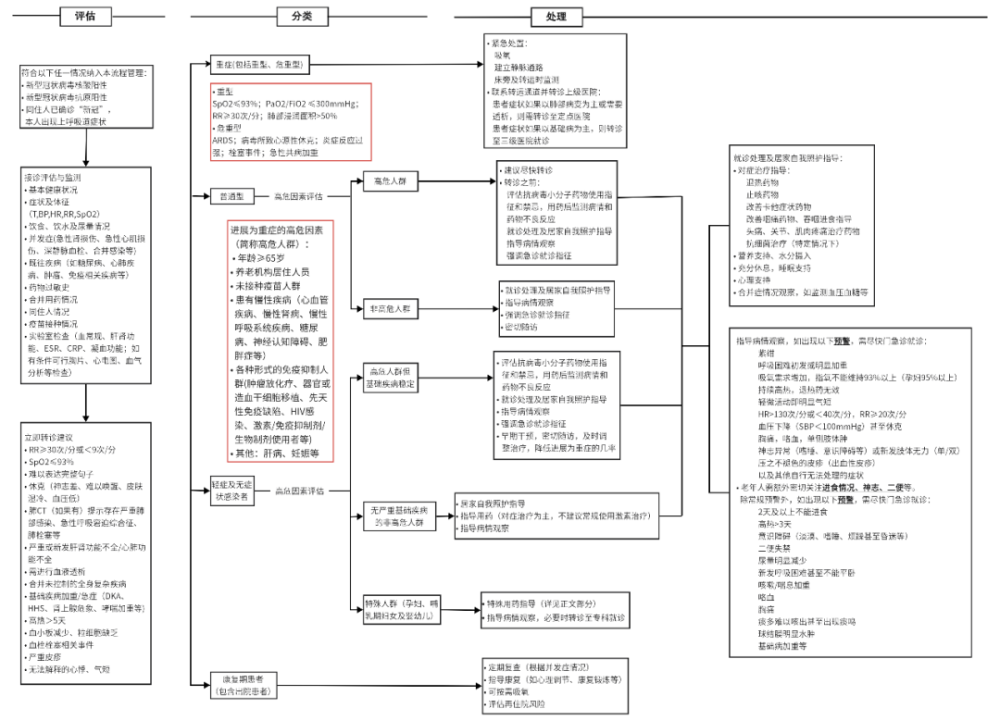 评估
分类
处理
符合以下任一情况纳入本流程管理：
• 新型冠状病毒核酸阳性
• 新型冠状病毒抗原阳性
• 同住人已确诊“新冠”，
本人出现上呼吸道症状
接诊评估与监测
• 基本健康状况
• 症状及体征
(T,BP,HR,RR,SpO2)
• 饮食、饮水及尿量情况
• 并发症(急性肾损伤、急性心肌损
伤、深静脉血栓、合并感染等)
• 既往疾病（如糖尿病、心肺疾
病、肿瘤、免疫相关疾病等）
• 药物过敏史
• 合并用药情况
• 同住人情况
• 疫苗接种情况
• 实验室检查（血常规、肝肾功
能、ESR、CRP、凝血功能；如
有条件可行胸片、心电图、血气
分析等检查）
立即转诊建议
• RR≥30次/分或<9次/分
• SpO2≤93%
• 难以表达完整句子
• 休克（神志差、难以唤醒、皮肤
湿冷、血压低）
• 肺CT（如果有）提示存在严重肺
部感染、急性呼吸窘迫综合征、
肺栓塞等
• 严重或新发肝肾功能不全/心肺功
能不全
• 需进行血液透析
• 合并未控制的全身复杂疾病
• 基础疾病加重/急症（DKA、
HHS、肾上腺危象、哮喘加重等）
• 高热>5天
• 血小板减少、粒细胞缺乏
• 血栓栓塞相关事件
• 严重皮疹
• 无法解释的心悸、气短
重症(包括重型、危重型)
• 重型
SpO2≤93%；PaO2/FiO2 ≤300mmHg；
RR≥30次/分；肺部浸润面积>50%
• 危重型
ARDS；病毒所致心原性休克；炎症反应过
强；栓塞事件；急性共病加重
普通型
高危因素评估
进展为重症的高危因素
（简称高危人群）：
• 年龄≥65岁
• 养老机构居住人员
• 未接种疫苗人群
• 患有慢性疾病（心血管
疾病、慢性肾病、慢性
呼吸系统疾病、糖尿
病、神经认知障碍、肥
胖症等）
• 各种形式的免疫抑制人
群(肿瘤放化疗、器官或
造血干细胞移植、先天
性免疫缺陷、HIV感
染、激素/免疫抑制剂/
生物制剂使用者等)
• 其他：肝病、妊娠等
轻症及无症
状感染者
高危因素评估
康复期患者
（包含出院患者）
高危人群
非高危人群
高危人群但
基础疾病稳定
无严重基础疾病
的非高危人群
特殊人群（孕妇、哺
乳期妇女及婴幼儿）
• 紧急处置：
吸氧
建立静脉通路
床旁及转运时监测
• 联系转运通道并转诊上级医院：
患者症状如果以肺部病变为主或需要
透析，则需转诊至定点医院
患者症状如果以基础病为主，则转诊
至三级医院就诊
• 建议尽快转诊
• 转诊之前：
评估抗病毒小分子药物使用指
征和禁忌，用药后监测病情和
药物不良反应
就诊处理及居家自我照护指导
指导病情观察
强调急诊就诊指征
• 就诊处理及居家自我照护指导
• 指导病情观察
• 强调急诊就诊指征
• 密切随访
• 评估抗病毒小分子药物使用指
征和禁忌，用药后监测病情和
药物不良反应
• 就诊处理及居家自我照护指导
• 指导病情观察
• 强调急诊就诊指征
• 早期干预，密切随访，及时调
整治疗，降低进展为重症的几率
• 居家自我照护指导
• 指导用药（对症治疗为主，不建议常规使用激素治疗）
• 指导病情观察
• 特殊用药指导（详见正文部分）
• 指导病情观察，必要时转诊至专科就诊
• 定期复查（根据并发症情况）
• 指导康复（如心理调节、康复锻炼等）
• 可按需吸氧
• 评估再住院风险
就诊处理及居家自我照护指导：
• 对症治疗指导：
退热药物
止咳药物
改善卡他症状药物
改善咽痛药物、吞咽进食指导
头痛、关节、肌肉疼痛治疗药物
抗细菌治疗（特定情况下）
• 营养支持、水分摄入
• 充分休息，睡眠支持
• 心理支持
• 合并症情况观察，如监测血压血糖等
指导病情观察，如出现以下预警，需尽快门急诊就诊：
紫绀
呼吸困难初发或明显加重
吸氧需求增加，指氧不能维持93%以上（孕妇95%以上）
持续高热，退热药无效
轻微活动即明显气短
HR>130次/分或<40次/分，RR≥20次/分
血压下降（SBP<100mmHg）甚至休克
胸痛，咯血，单侧肢体肿
神志异常（嗜睡、意识障碍等）或新发肢体无力（单/双）
压之不褪色的皮疹（出血性皮疹）
以及其他自行无法处理的症状
• 老年人需额外密切关注进食情况、神志、二便等。
除常规预警外，如出现以下预警，需尽快门急诊就诊：
2天及以上不能进食
高热>3天
意识障碍（淡漠、嗜睡、烦躁甚至昏迷等）
二便失禁
尿量明显减少
新发呼吸困难甚至不能平卧
咳嗽/喘息加重
咯血
胸痛
痰多难以咳出甚至出现痰鸣
球结膜明显水肿
基础病加重等